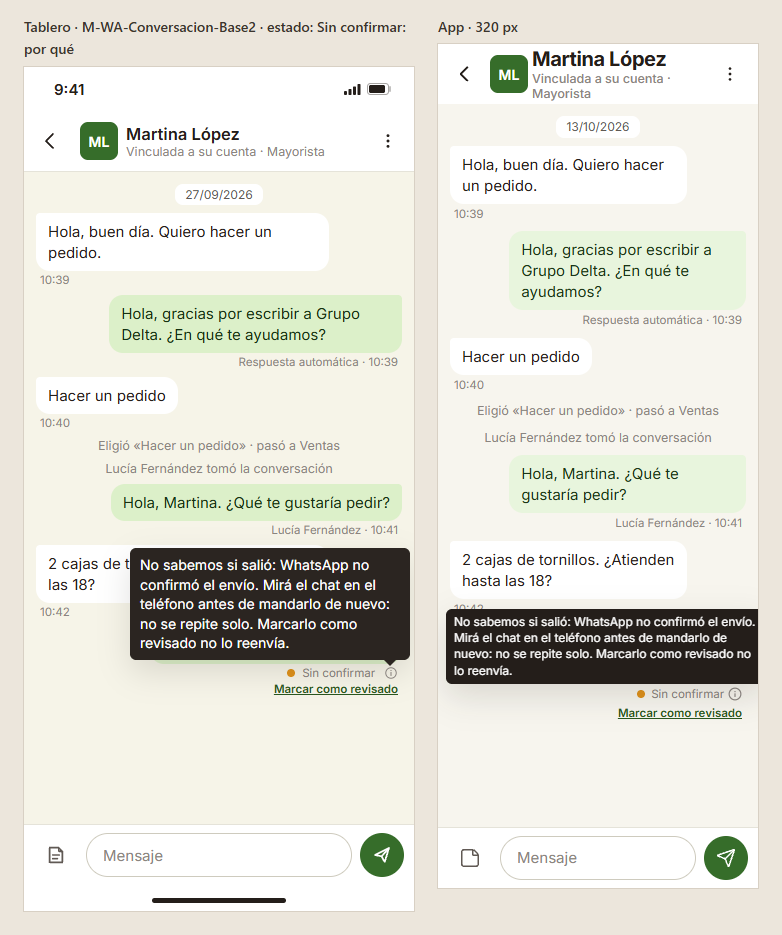 Tablero · M-WA-Conversacion-Base2 · estado: Sin confirmar:
por qué
9:41
ML
Martina López
Vinculada a su cuenta · Mayorista
27/09/2026
Hola, buen día. Quiero hacer un
pedido.
10:39
Hola, gracias por escribir a Grupo
Delta. ¿En qué te ayudamos?
Respuesta automática · 10:39
Hacer un pedido
10:40
Eligió «Hacer un pedido» · pasó a Ventas
Lucía Fernández tomó la conversación
Hola, Martina. ¿Qué te gustaría pedir?
Lucía Fernández · 10:41
2 cajas de t
las 18?
10:42
No sabemos si salió: WhatsApp no
confirmó el envío. Mirá el chat en el
teléfono antes de mandarlo de nuevo:
no se repite solo. Marcarlo como
revisado no lo reenvía.
Sin confirmar
Marcar como revisado
Mensaje
App · 320 px
ML
Martina López
Vinculada a su cuenta ·
Mayorista
13/10/2026
Hola, buen día. Quiero hacer
un pedido.
10:39
Hola, gracias por escribir a
Grupo Delta. ¿En qué te
ayudamos?
Respuesta automática · 10:39
Hacer un pedido
10:40
Eligió «Hacer un pedido» · pasó a Ventas
Lucía Fernández tomó la conversación
Hola, Martina. ¿Qué te
gustaría pedir?
Lucía Fernández · 10:41
2 cajas de tornillos. ¿Atienden
hasta las 18?
10:42
No sabemos si salió: WhatsApp no confirmó el envío.
Mirá el chat en el teléfono antes de mandarlo de
nuevo: no se repite solo. Marcarlo como revisado no
lo reenvía.
Sin confirmar
Marcar como revisado
Mensaje